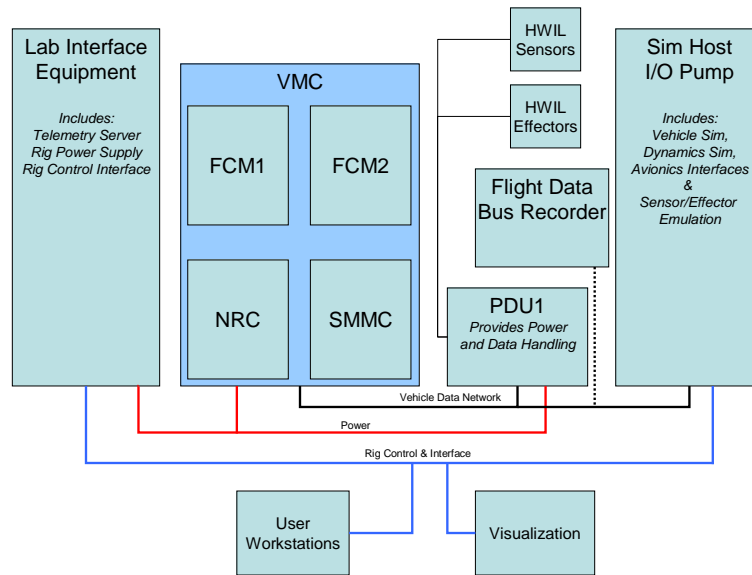 Lab Interface
Equipment
Includes:
Telemetry Server
Rig Power Supply
Rig Control Interface
VMC
FCM1
FCM2
NRC
SMMC
HWIL
Sensors
HWIL
Effectors
Flight Data
Bus Recorder
PDU1
Provides Power
and Data Handling
Sim Host
I/O Pump
Includes:
Vehicle Sim,
Dynamics Sim,
Avionics Interfaces
&
Sensor/Effector
Emulation
Vehicle Data Network
Power
Rig Control & Interface
User
Workstations
Visualization